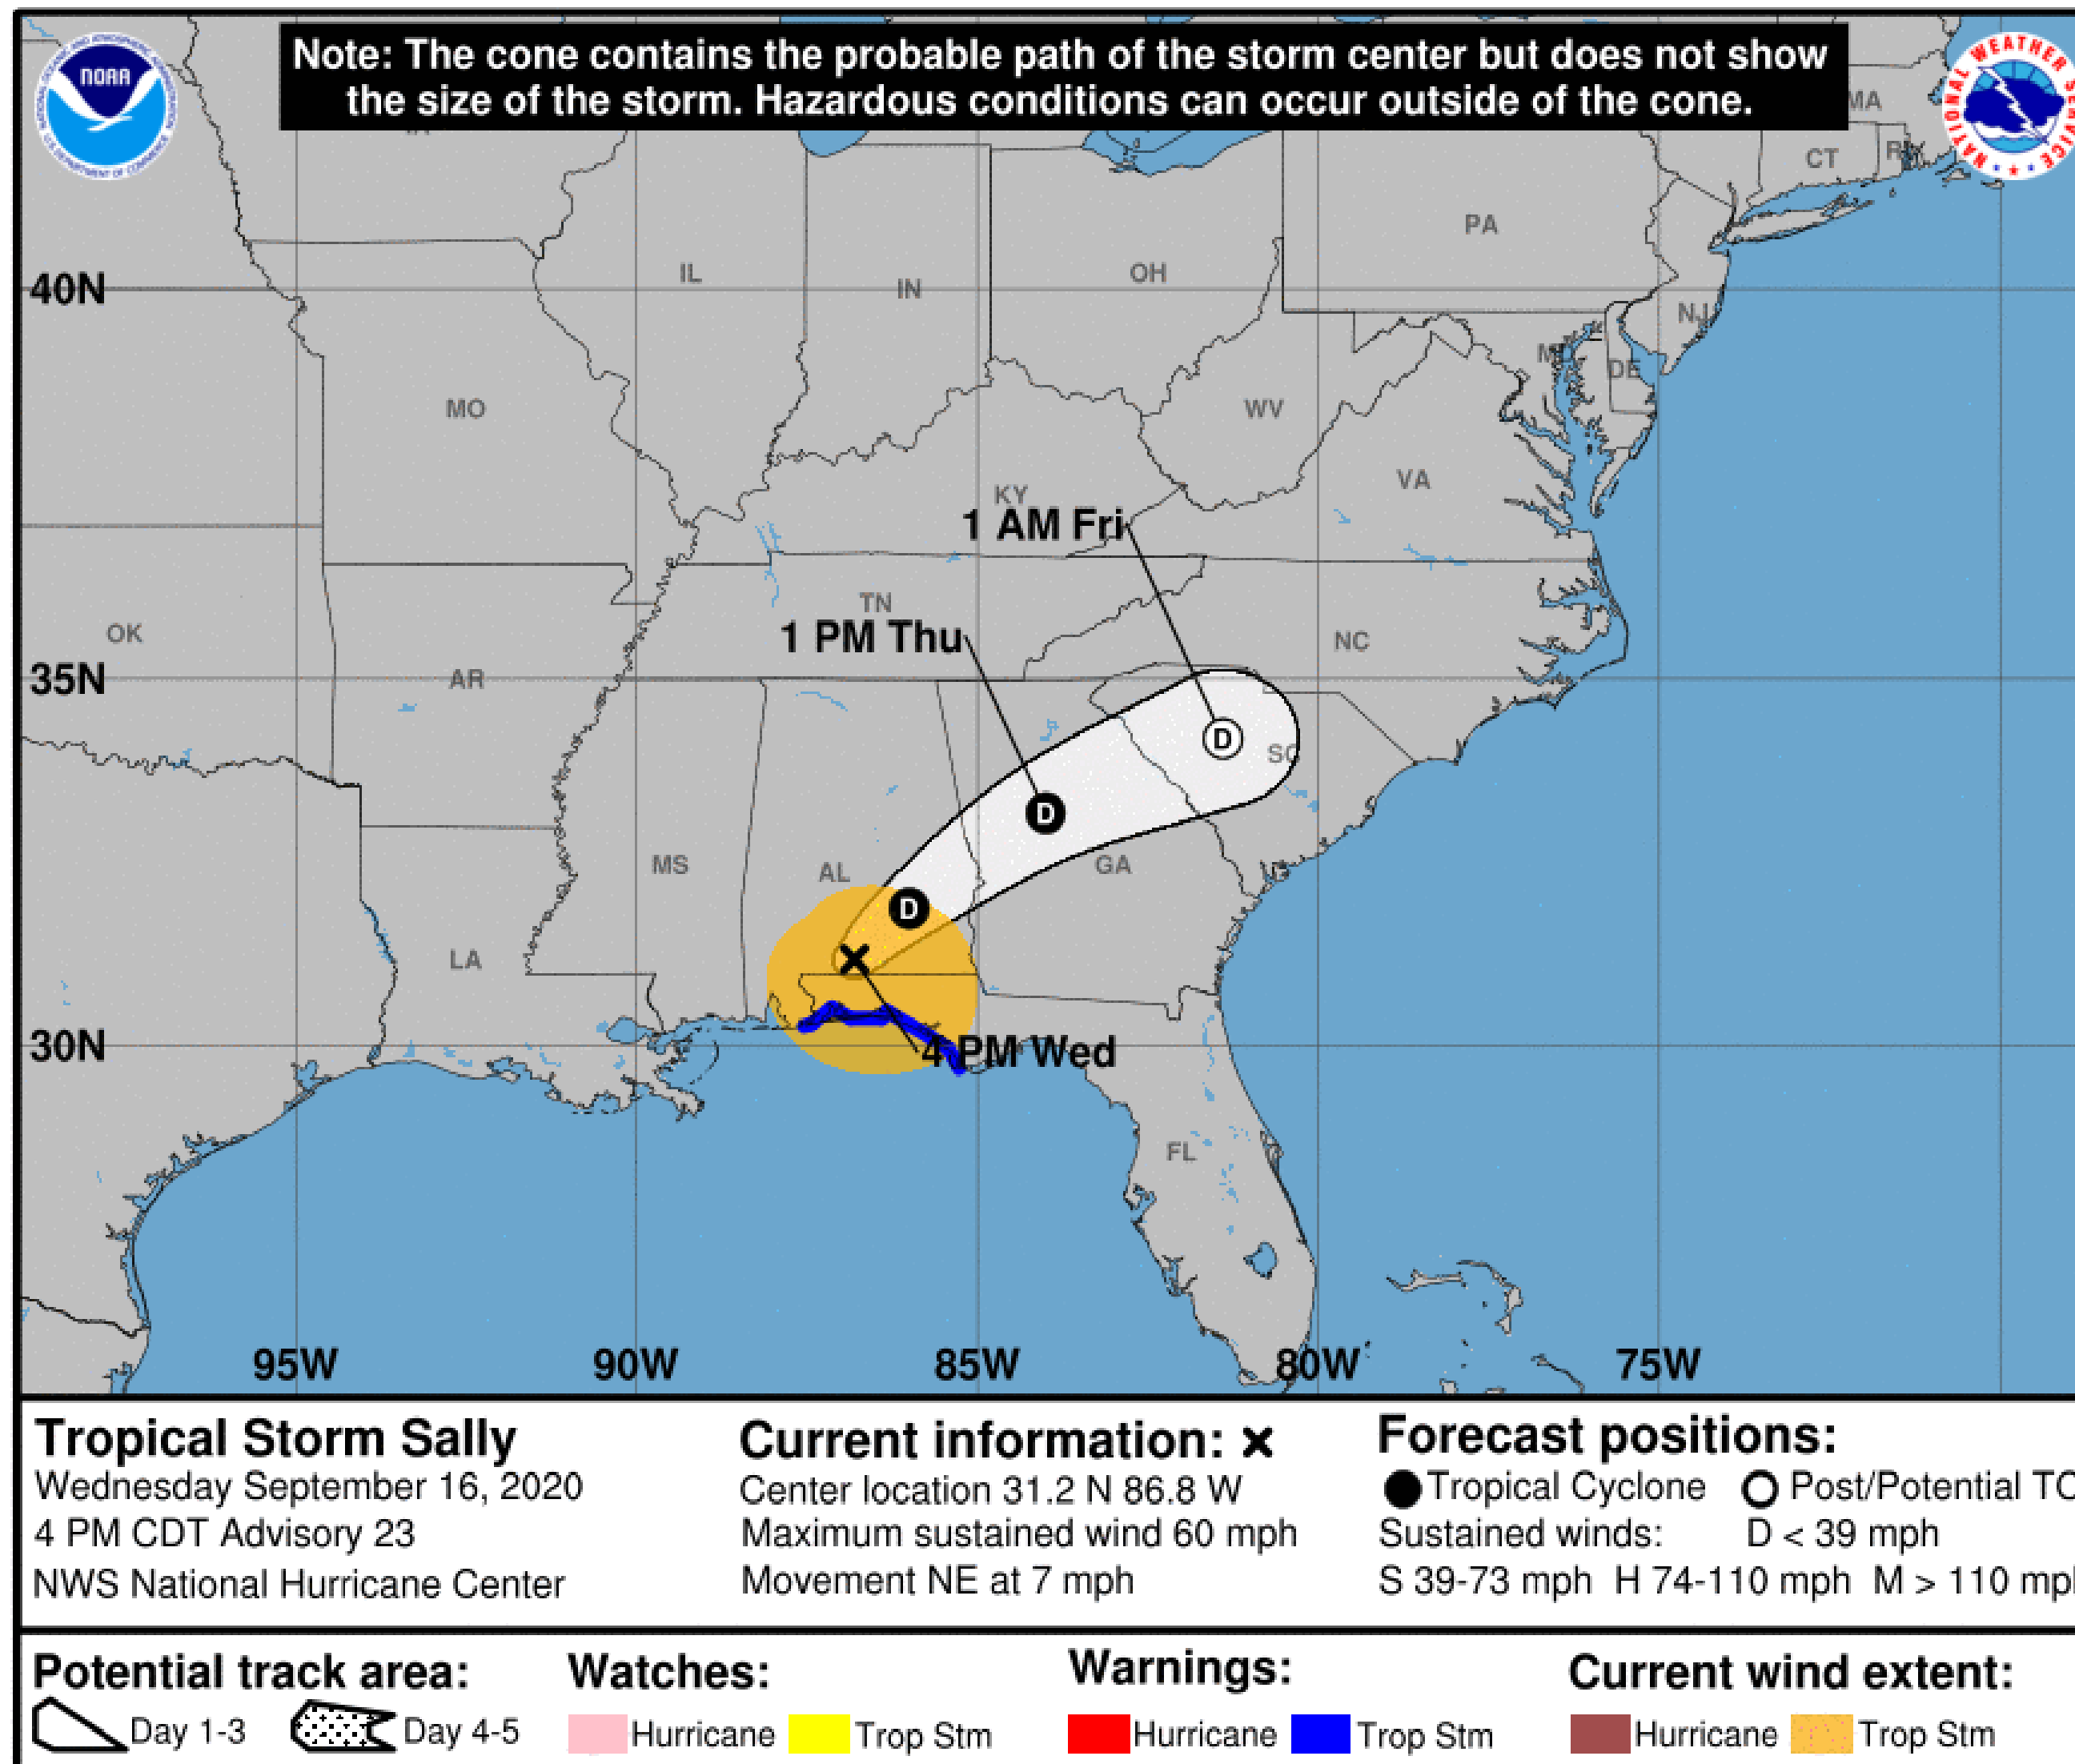 Note: The cone contains the probable path of the storm center but does not show
the size of the storm. Hazardous conditions can occur outside of the cone.
NOAA
NATIONAL WEATHER
MA
CT
RI
PA
40N
IL
IN
OH
NJ
DE
MO
WV
VA
KY
1 AM Fri
TN
1 PM Thu
OK
NC
35N
AR
D
SC
D
MS
AL
GA
D
LA
30N
4 PM Wed
FL
95W
90W
85W
80W
75W
Tropical Storm Sally
Wednesday September 16, 2020
4 PM CDT Advisory 23
NWS National Hurricane Center
Current information: x
Center location 31.2 N 86.8 W
Maximum sustained wind 60 mph
Movement NE at 7 mph
Forecast positions:
Tropical Cyclone
Post/Potential TC
Sustained winds: D < 39 mph
S 39-73 mph H 74-110 mph M > 110 mph
Potential track area:
Day 1-3
Day 4-5
Watches:
Hurricane
Trop Stm
Warnings:
Hurricane
Trop Stm
Current wind extent:
Hurricane
Trop Stm